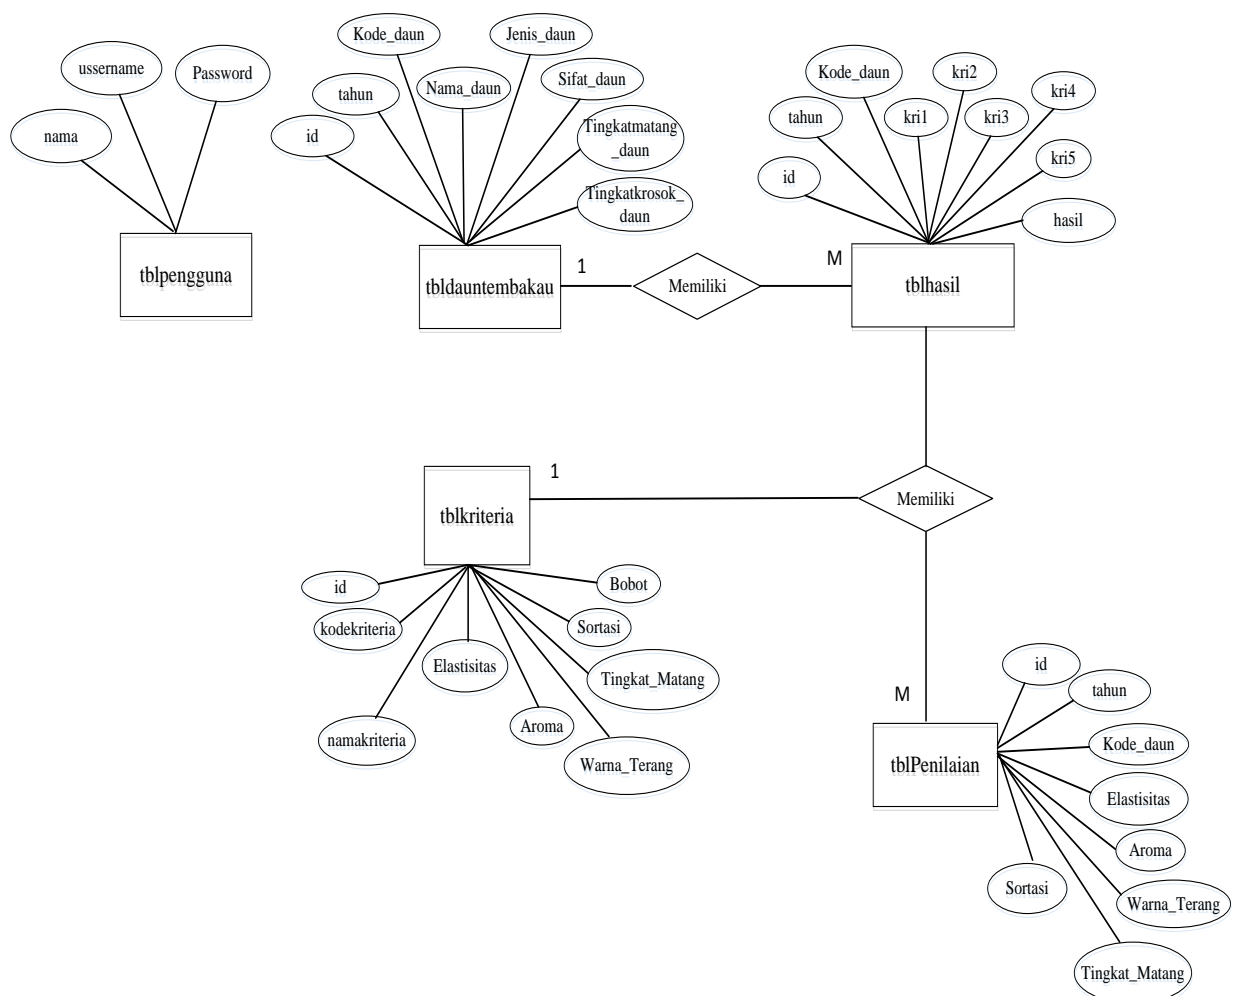 ussername
Password
nama
tblpengguna
Kode_daun
Jenis_daun
tahun
Nama_daun
Sifat_daun
id
Tingkatmatang
_daun
Tingkatkrosok_
daun
tbldauntembakau
1
Memiliki
M
Kode_daun
kri2
kri4
tahun
kri1
kri3
id
kri5
hasil
tblhasil
tblkriteria
1
Memiliki
id
Bobot
kodekriteria
Sortasi
Elastisitas
Tingkat_Matang
namakriteria
Aroma
Warna_Terang
M
tblPenilaian
id
tahun
Kode_daun
Elastisitas
Aroma
Sortasi
Warna_Terang
Tingkat_Matang